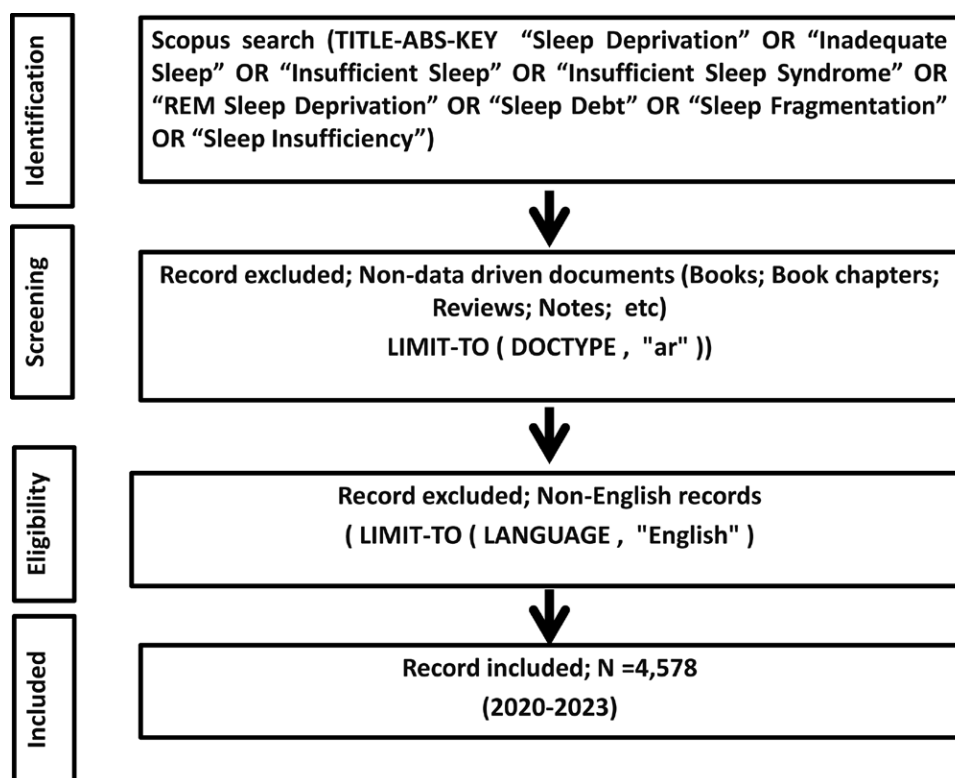 Identification
Scopus search (TITLE-ABS-KEY “Sleep Deprivation” OR “Inadequate
Sleep” OR “Insufficient Sleep” OR “Insufficient Sleep Syndrome” OR
“REM Sleep Deprivation” OR “Sleep Debt” OR “Sleep Fragmentation”
OR “Sleep Insufficiency”)
Screening
Record excluded; Non-data driven documents (Books; Book chapters;
Reviews; Notes; etc)
LIMIT-TO ( DOCTYPE , "ar" ))
Eligibility
Record excluded; Non-English records
( LIMIT-TO ( LANGUAGE , "English" )
Included
Record included; N =4,578
(2020-2023)